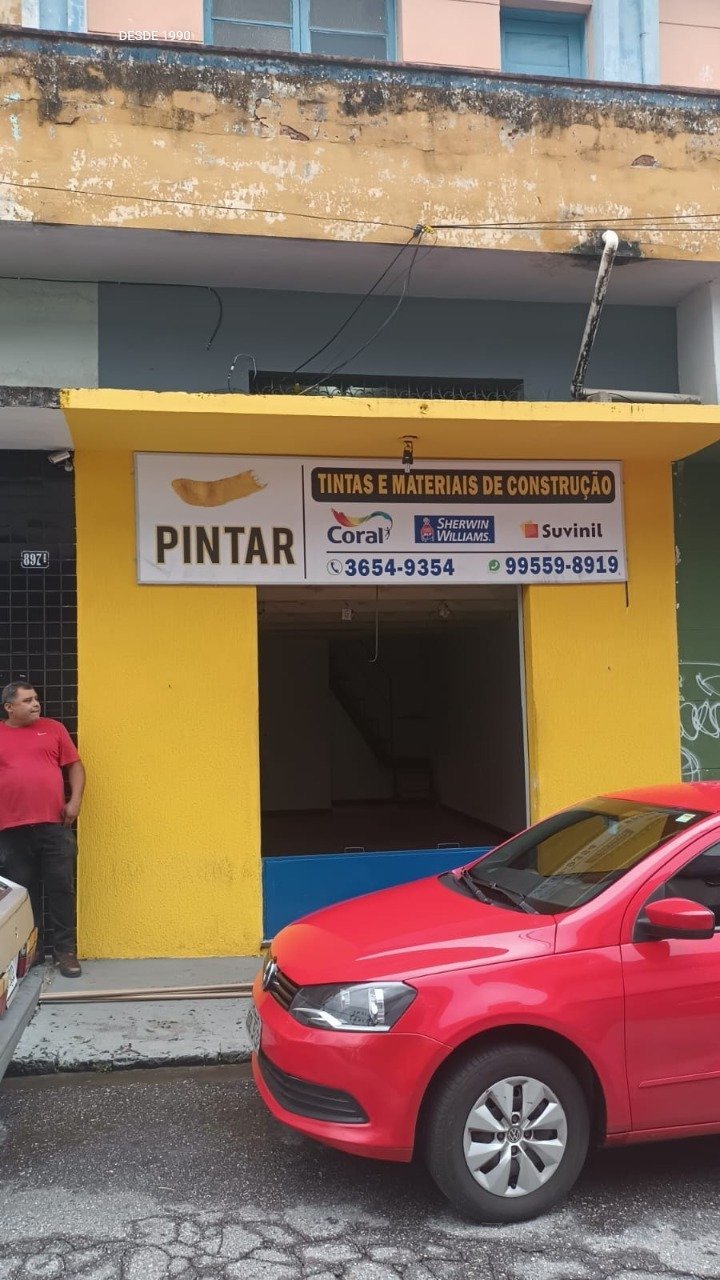 DESDE 1990
TINTAS E MATERIAIS DE CONSTRUÇÃO
PINTAR
Coral
SHERWIN WILLIAMS.
Suvinil
3654-9354
99559-8919
897